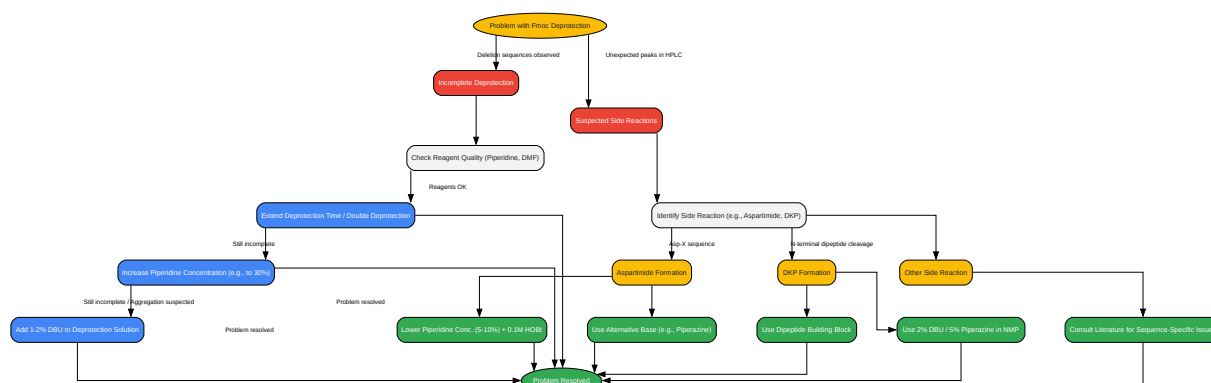 Problem with Fmoc Deprotection
Deletion sequences observed
Unexpected peaks in HPLC
Incomplete Deprotection
Suspected Side Reactions
Check Reagent Quality (Piperidine, DMF)
Reagents OK
Extend Deprotection Time / Double Deprotection
Identify Side Reaction (e.g., Aspartimide, DKP)
Still incomplete
Asp-X sequence
N-terminal dipeptide cleavage
Increase Piperidine Concentration (e.g., to 30%)
Aspartimide Formation
DKP Formation
Other Side Reaction
Still incomplete / Aggregation suspected
Problem resolved
Add 1-2% DBU to Deprotection Solution
Problem resolved
Lower Piperidine Conc. (5-10%) + 0.1M HOBt
Use Alternative Base (e.g., Piperazine)
Use Dipeptide Building Block
Use 2% DBU / 5% Piperazine in NMP
Consult Literature for Sequence-Specific Issue
Problem Resolved